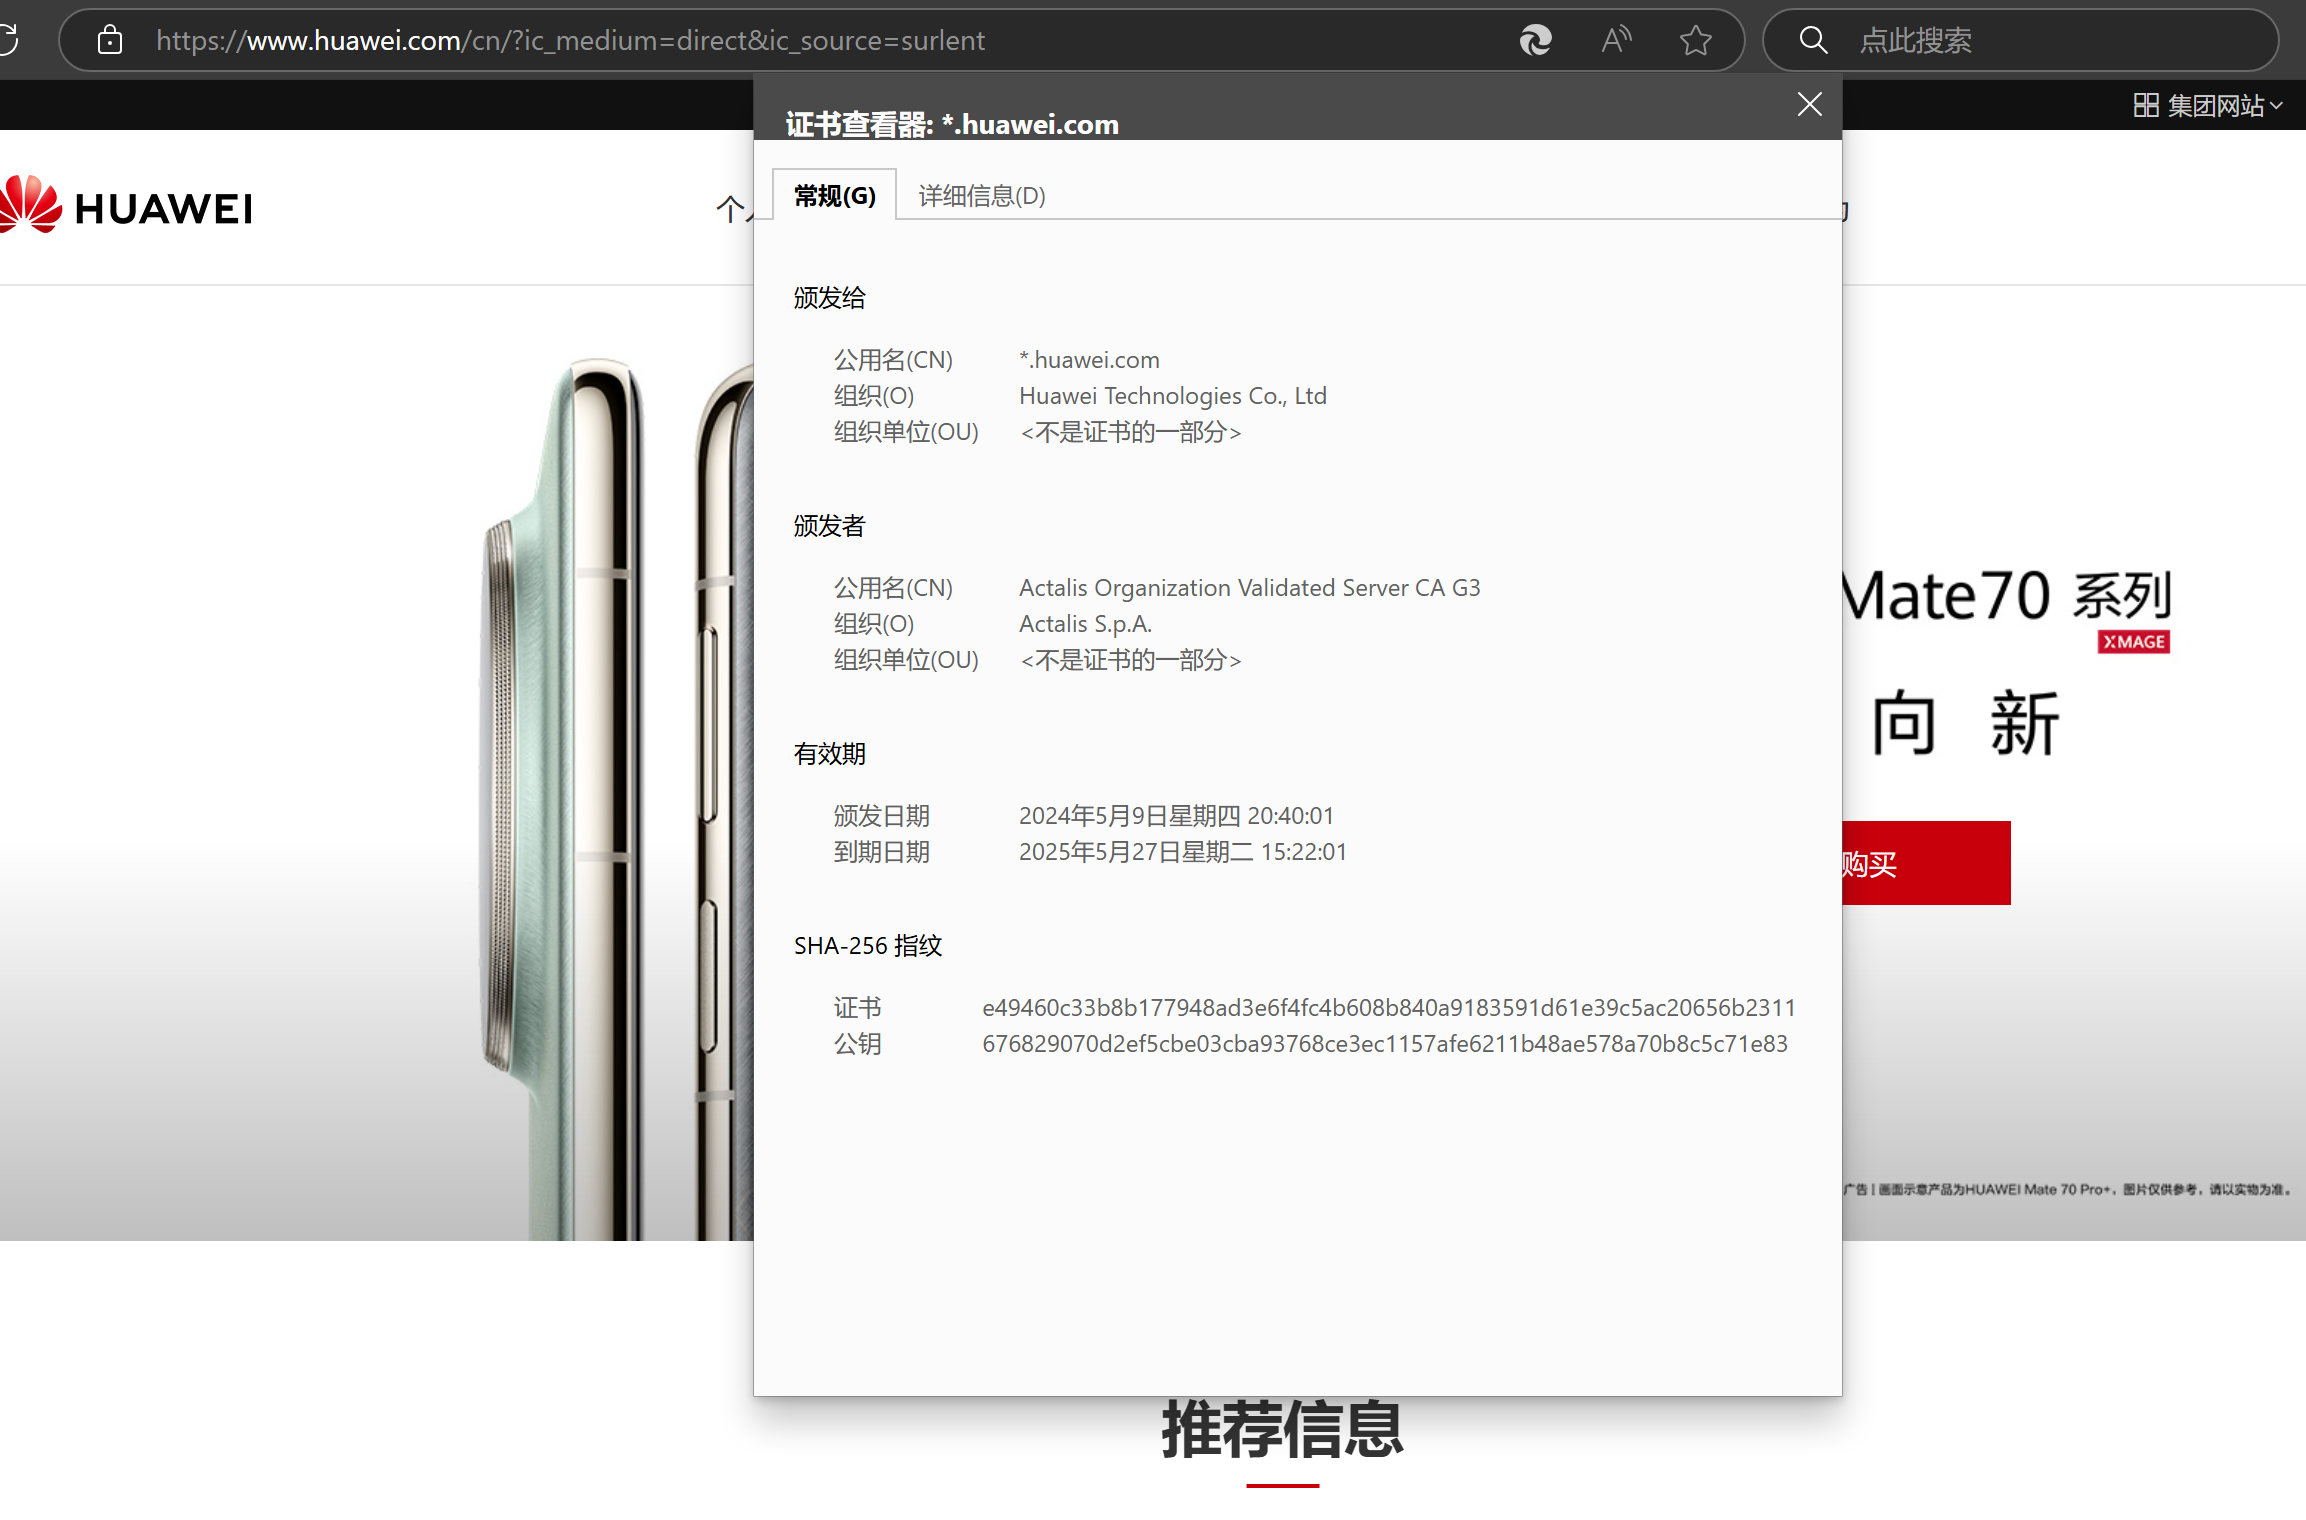 https://www.huawei.com/cn/?ic_medium=direct&ic_source=surlent
点此搜索
集团网站
证书查看器: *.huawei.com
HUAWEI
个人
常规(G)
详细信息(D)
颁发给
公用名(CN) *.huawei.com
组织(O) Huawei Technologies Co., Ltd
组织单位(OU) <不是证书的一部分>
颁发者
公用名(CN) Actalis Organization Validated Server CA G3
组织(O) Actalis S.p.A.
组织单位(OU) <不是证书的一部分>
有效期
颁发日期 2024年5月9日星期四 20:40:01
到期日期 2025年5月27日星期二 15:22:01
SHA-256 指纹
证书 e49460c33b8b177948ad3e6f4fc4b608b840a9183591d61e39c5ac20656b2311
公钥 676829070d2ef5cbe03cba93768ce3ec1157afe6211b48ae578a70b8c5c71e83
Mate70 系列
XMAGE
向 新
购买
广告 | 画面示意产品为HUAWEI Mate 70 Pro+，图片仅供参考，请以实物为准。
推荐信息